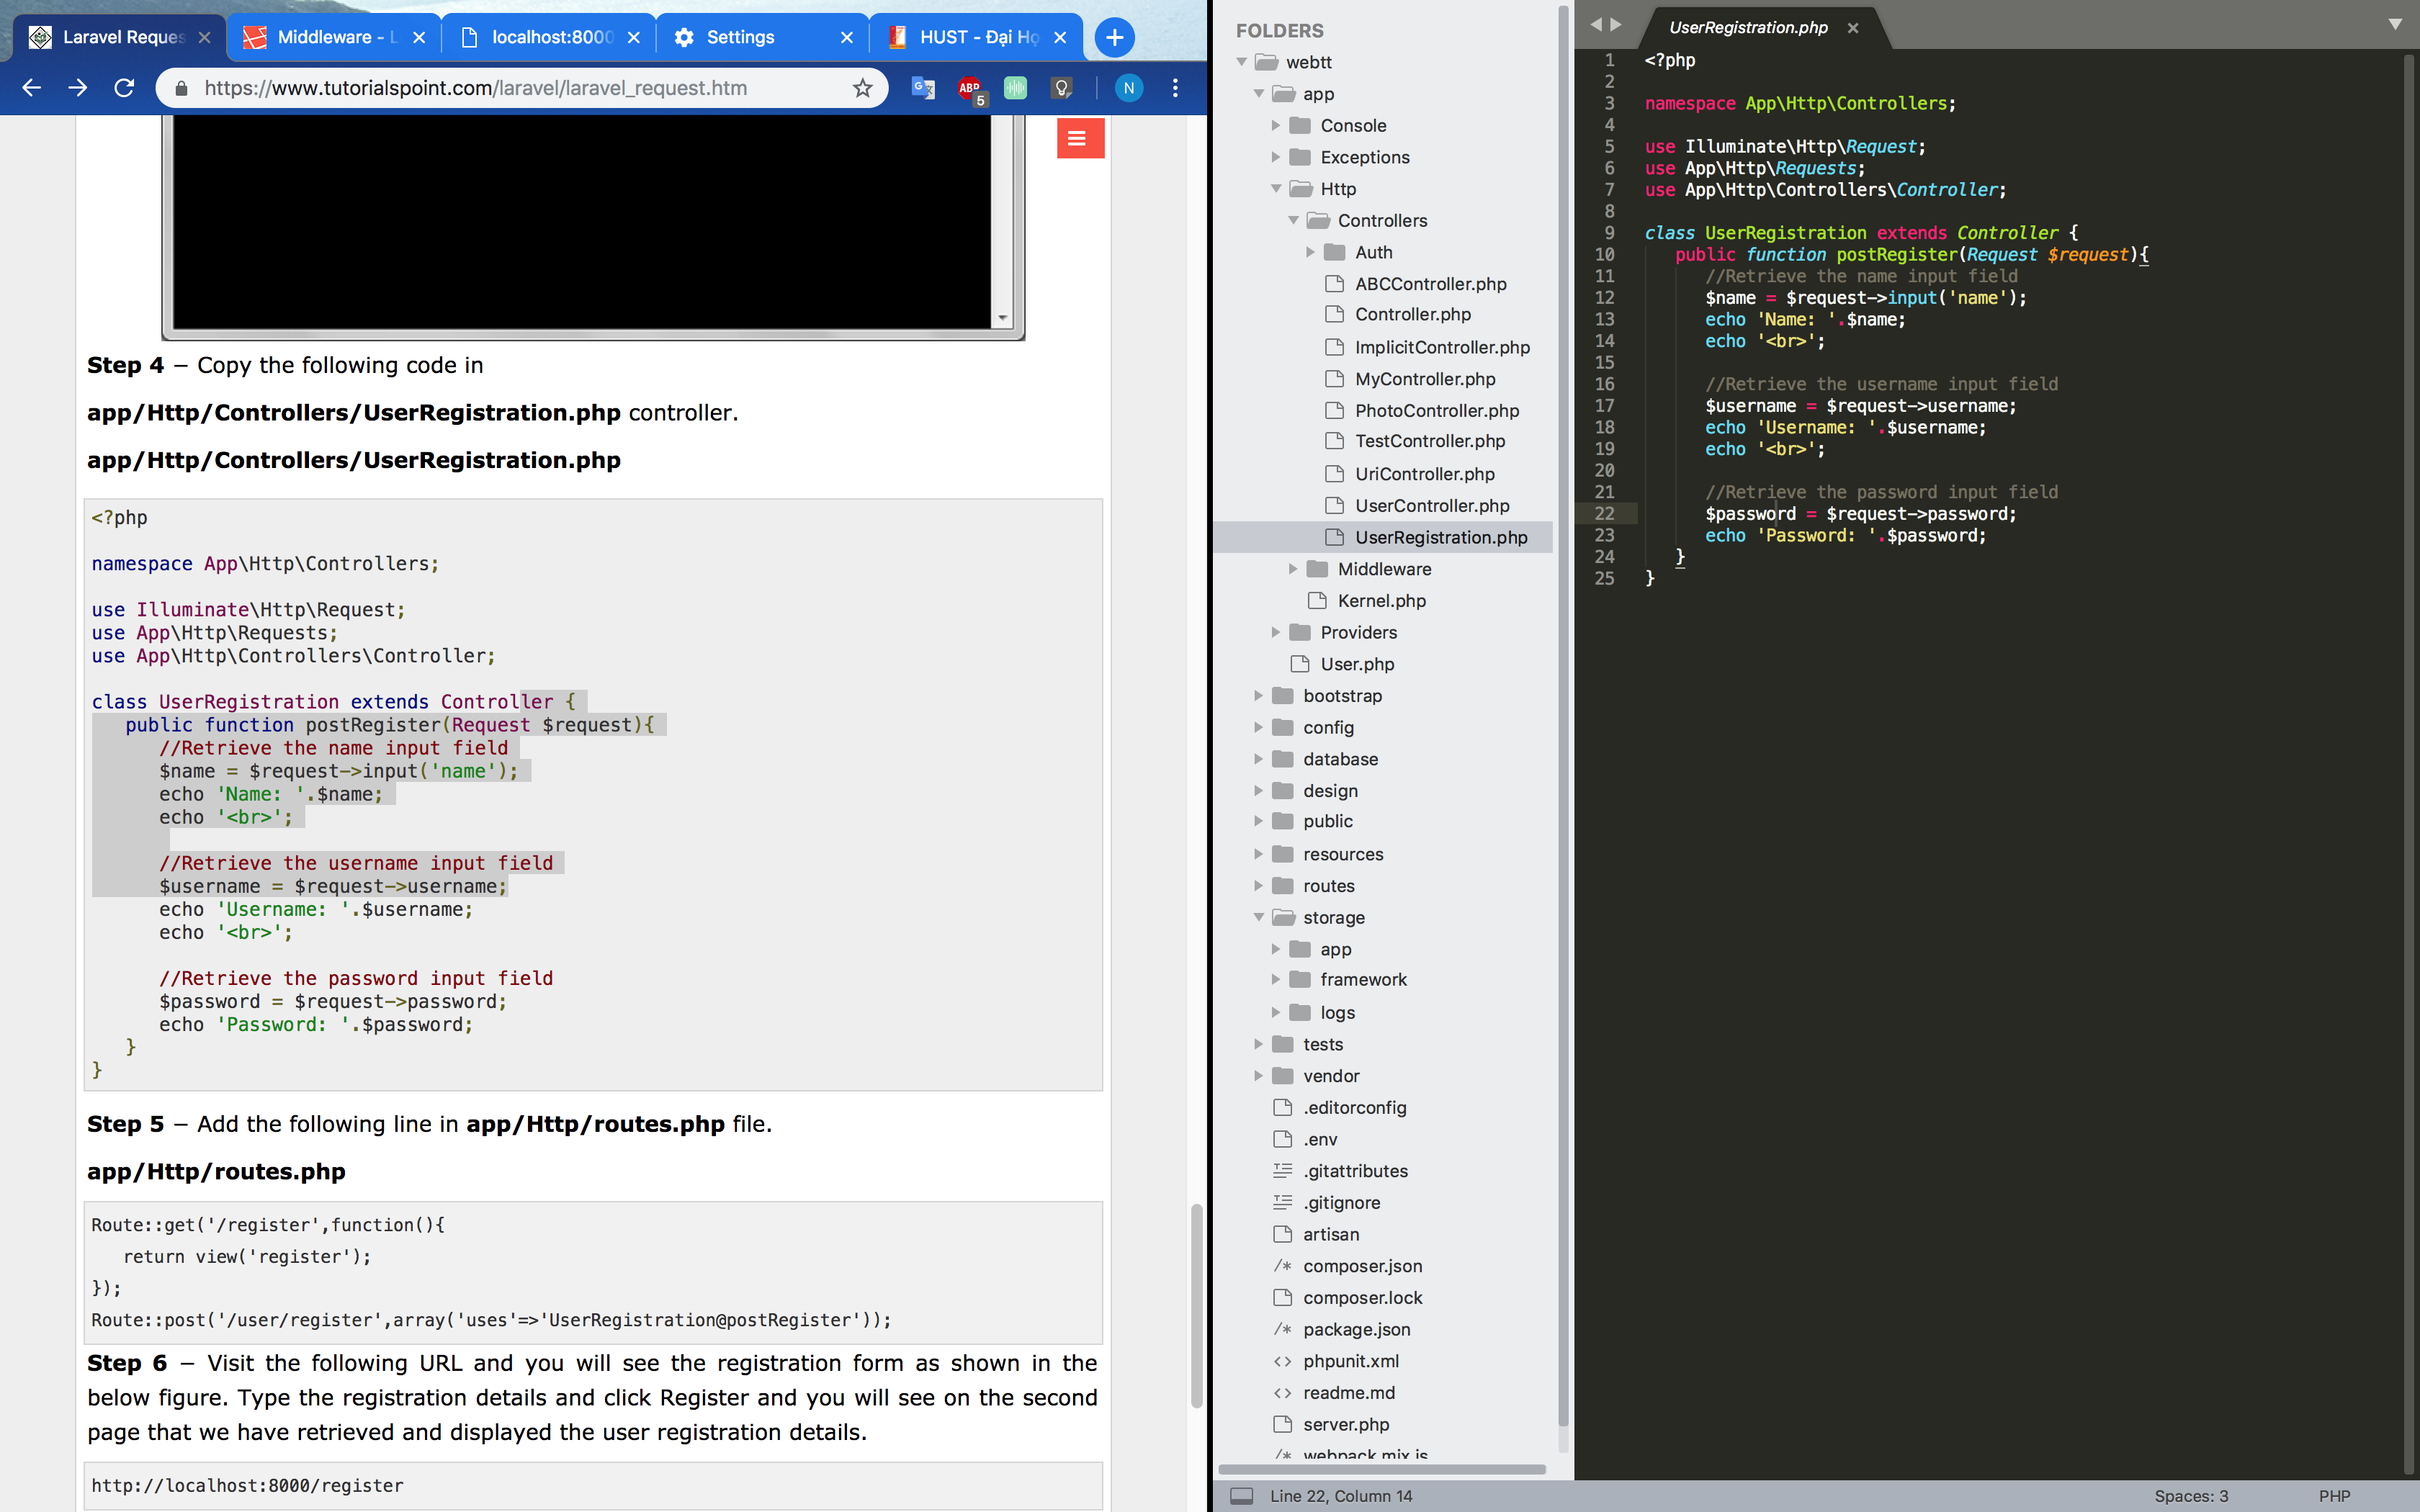 Laravel Reques
Middleware - L
localhost:8000
Settings
HUST - Đại Họ
https://www.tutorialspoint.com/laravel/laravel_request.htm
ABP
5
N
Step 4 – Copy the following code in
app/Http/Controllers/UserRegistration.php controller.
app/Http/Controllers/UserRegistration.php
<?php
namespace App\Http\Controllers;
use Illuminate\Http\Request;
use App\Http\Requests;
use App\Http\Controllers\Controller;
class UserRegistration extends Controller {
public function postRegister(Request $request){
//Retrieve the name input field
$name = $request->input('name');
echo 'Name: '.$name;
echo '<br>';
//Retrieve the username input field
$username = $request->username;
echo 'Username: '.$username;
echo '<br>';
//Retrieve the password input field
$password = $request->password;
echo 'Password: '.$password;
}
}
Step 5 – Add the following line in app/Http/routes.php file.
app/Http/routes.php
Route::get('/register',function(){
return view('register');
});
Route::post('/user/register',array('uses'=>'UserRegistration@postRegister'));
Step 6 – Visit the following URL and you will see the registration form as shown in the
below figure. Type the registration details and click Register and you will see on the second
page that we have retrieved and displayed the user registration details.
http://localhost:8000/register
FOLDERS
webtt
app
Console
Exceptions
Http
Controllers
Auth
ABCController.php
Controller.php
ImplicitController.php
MyController.php
PhotoController.php
TestController.php
UriController.php
UserController.php
UserRegistration.php
Middleware
Kernel.php
Providers
User.php
bootstrap
config
database
design
public
resources
routes
storage
app
framework
logs
tests
vendor
.editorconfig
.env
.gitattributes
.gitignore
artisan
/* composer.json
composer.lock
/* package.json
<> phpunit.xml
<> readme.md
server.php
/* webpack.mix.js
UserRegistration.php
1 <?php
2
3 namespace App\Http\Controllers;
4
5 use Illuminate\Http\Request;
6 use App\Http\Requests;
7 use App\Http\Controllers\Controller;
8
9 class UserRegistration extends Controller {
10 public function postRegister(Request $request){
11 //Retrieve the name input field
12 $name = $request->input('name');
13 echo 'Name: '.$name;
14 echo '<br>';
15
16 //Retrieve the username input field
17 $username = $request->username;
18 echo 'Username: '.$username;
19 echo '<br>';
20
21 //Retrieve the password input field
22 $password = $request->password;
23 echo 'Password: '.$password;
24 }
25 }
Line 22, Column 14
Spaces: 3
PHP